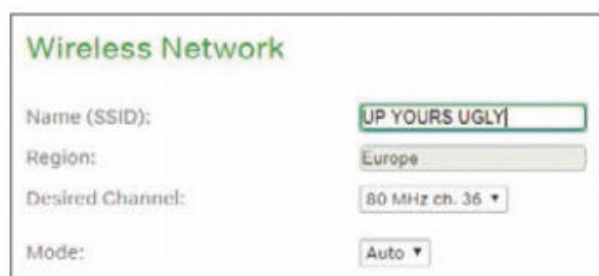 Wireless Network
Name (SSID): UP YOURS UGLY
Region: Europe
Desired Channel: 80 MHz ch. 36
Mode: Auto